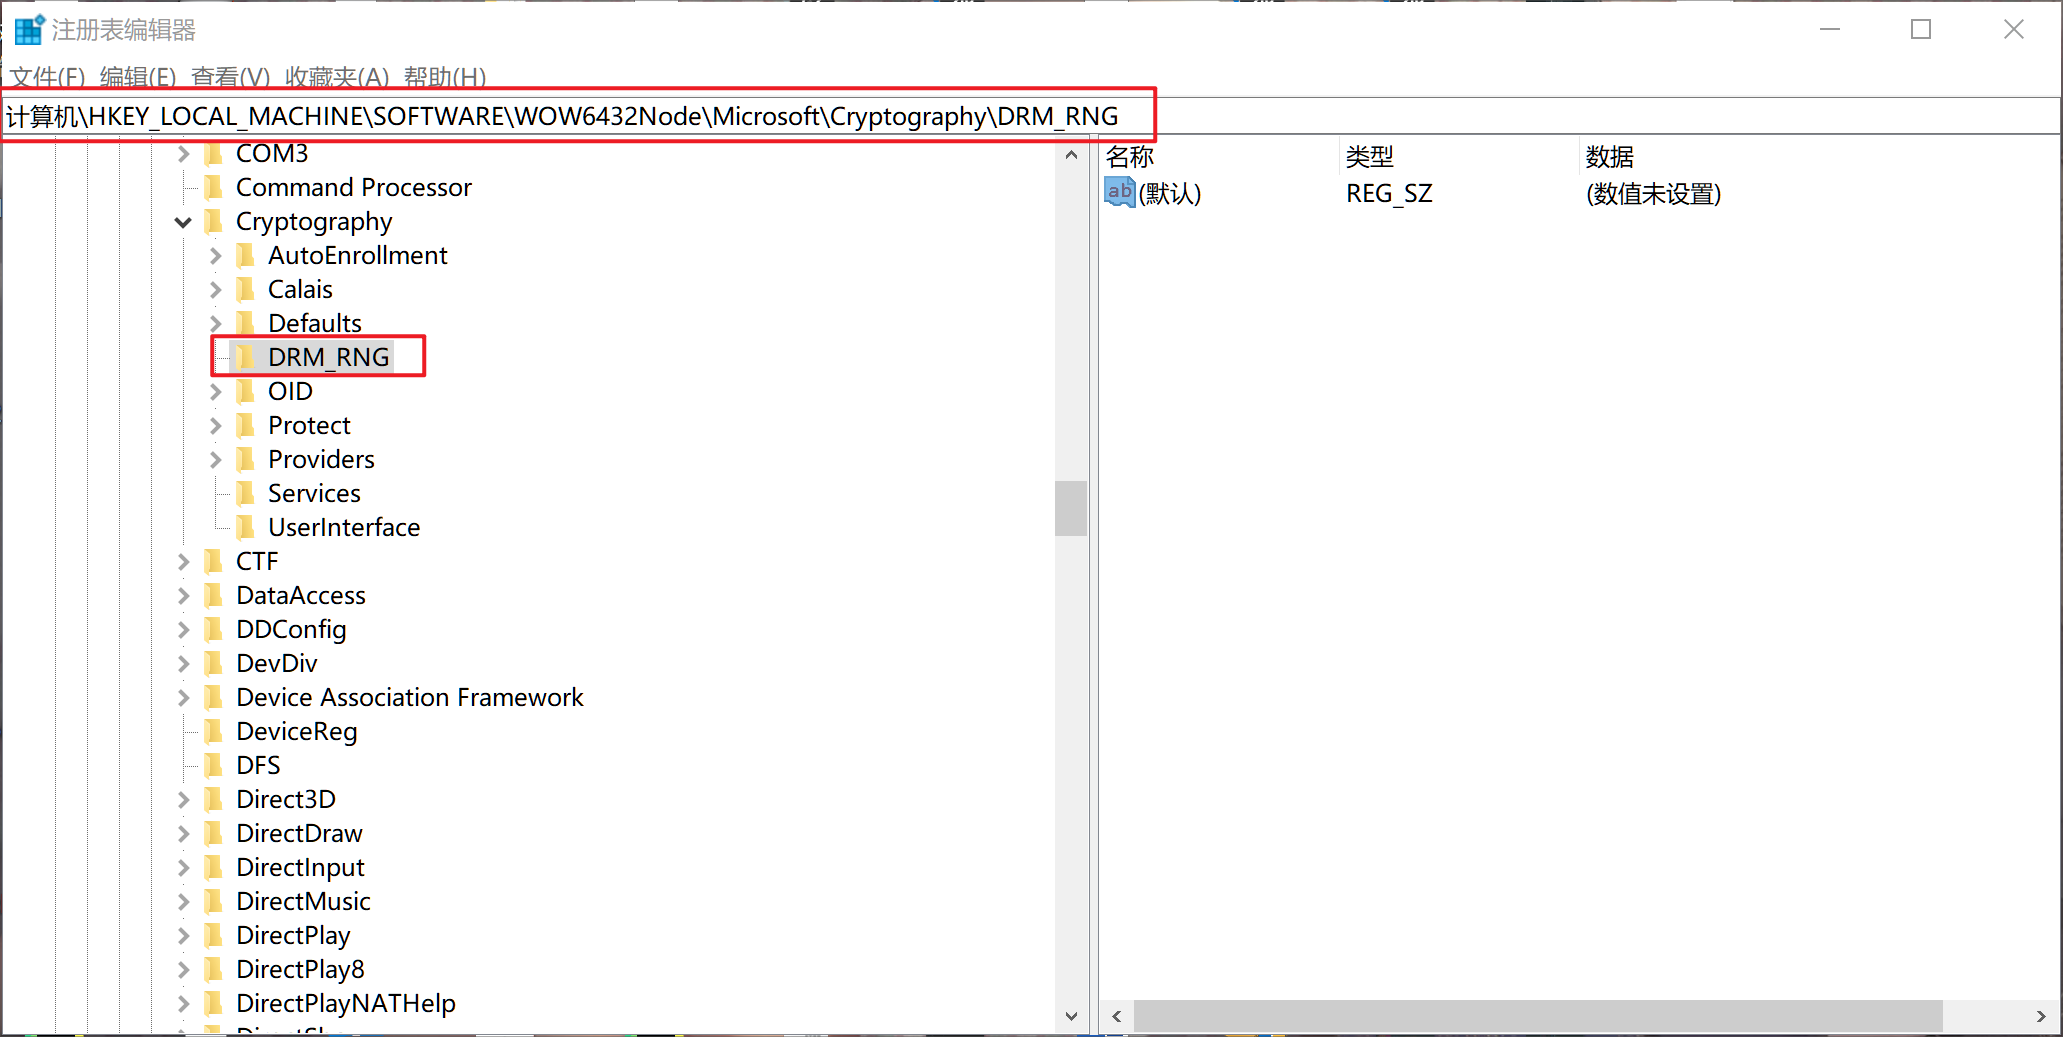 注册表编辑器
文件(F) 编辑(E) 查看(V) 收藏夹(A) 帮助(H)
计算机\HKEY_LOCAL_MACHINE\SOFTWARE\WOW6432Node\Microsoft\Cryptography\DRM_RNG
COM3
Command Processor
Cryptography
AutoEnrollment
Calais
Defaults
DRM_RNG
OID
Protect
Providers
Services
UserInterface
CTF
DataAccess
DDConfig
DevDiv
Device Association Framework
DeviceReg
DFS
Direct3D
DirectDraw
DirectInput
DirectMusic
DirectPlay
DirectPlay8
DirectPlayNATHelp
名称 类型 数据
ab (默认) REG_SZ (数值未设置)